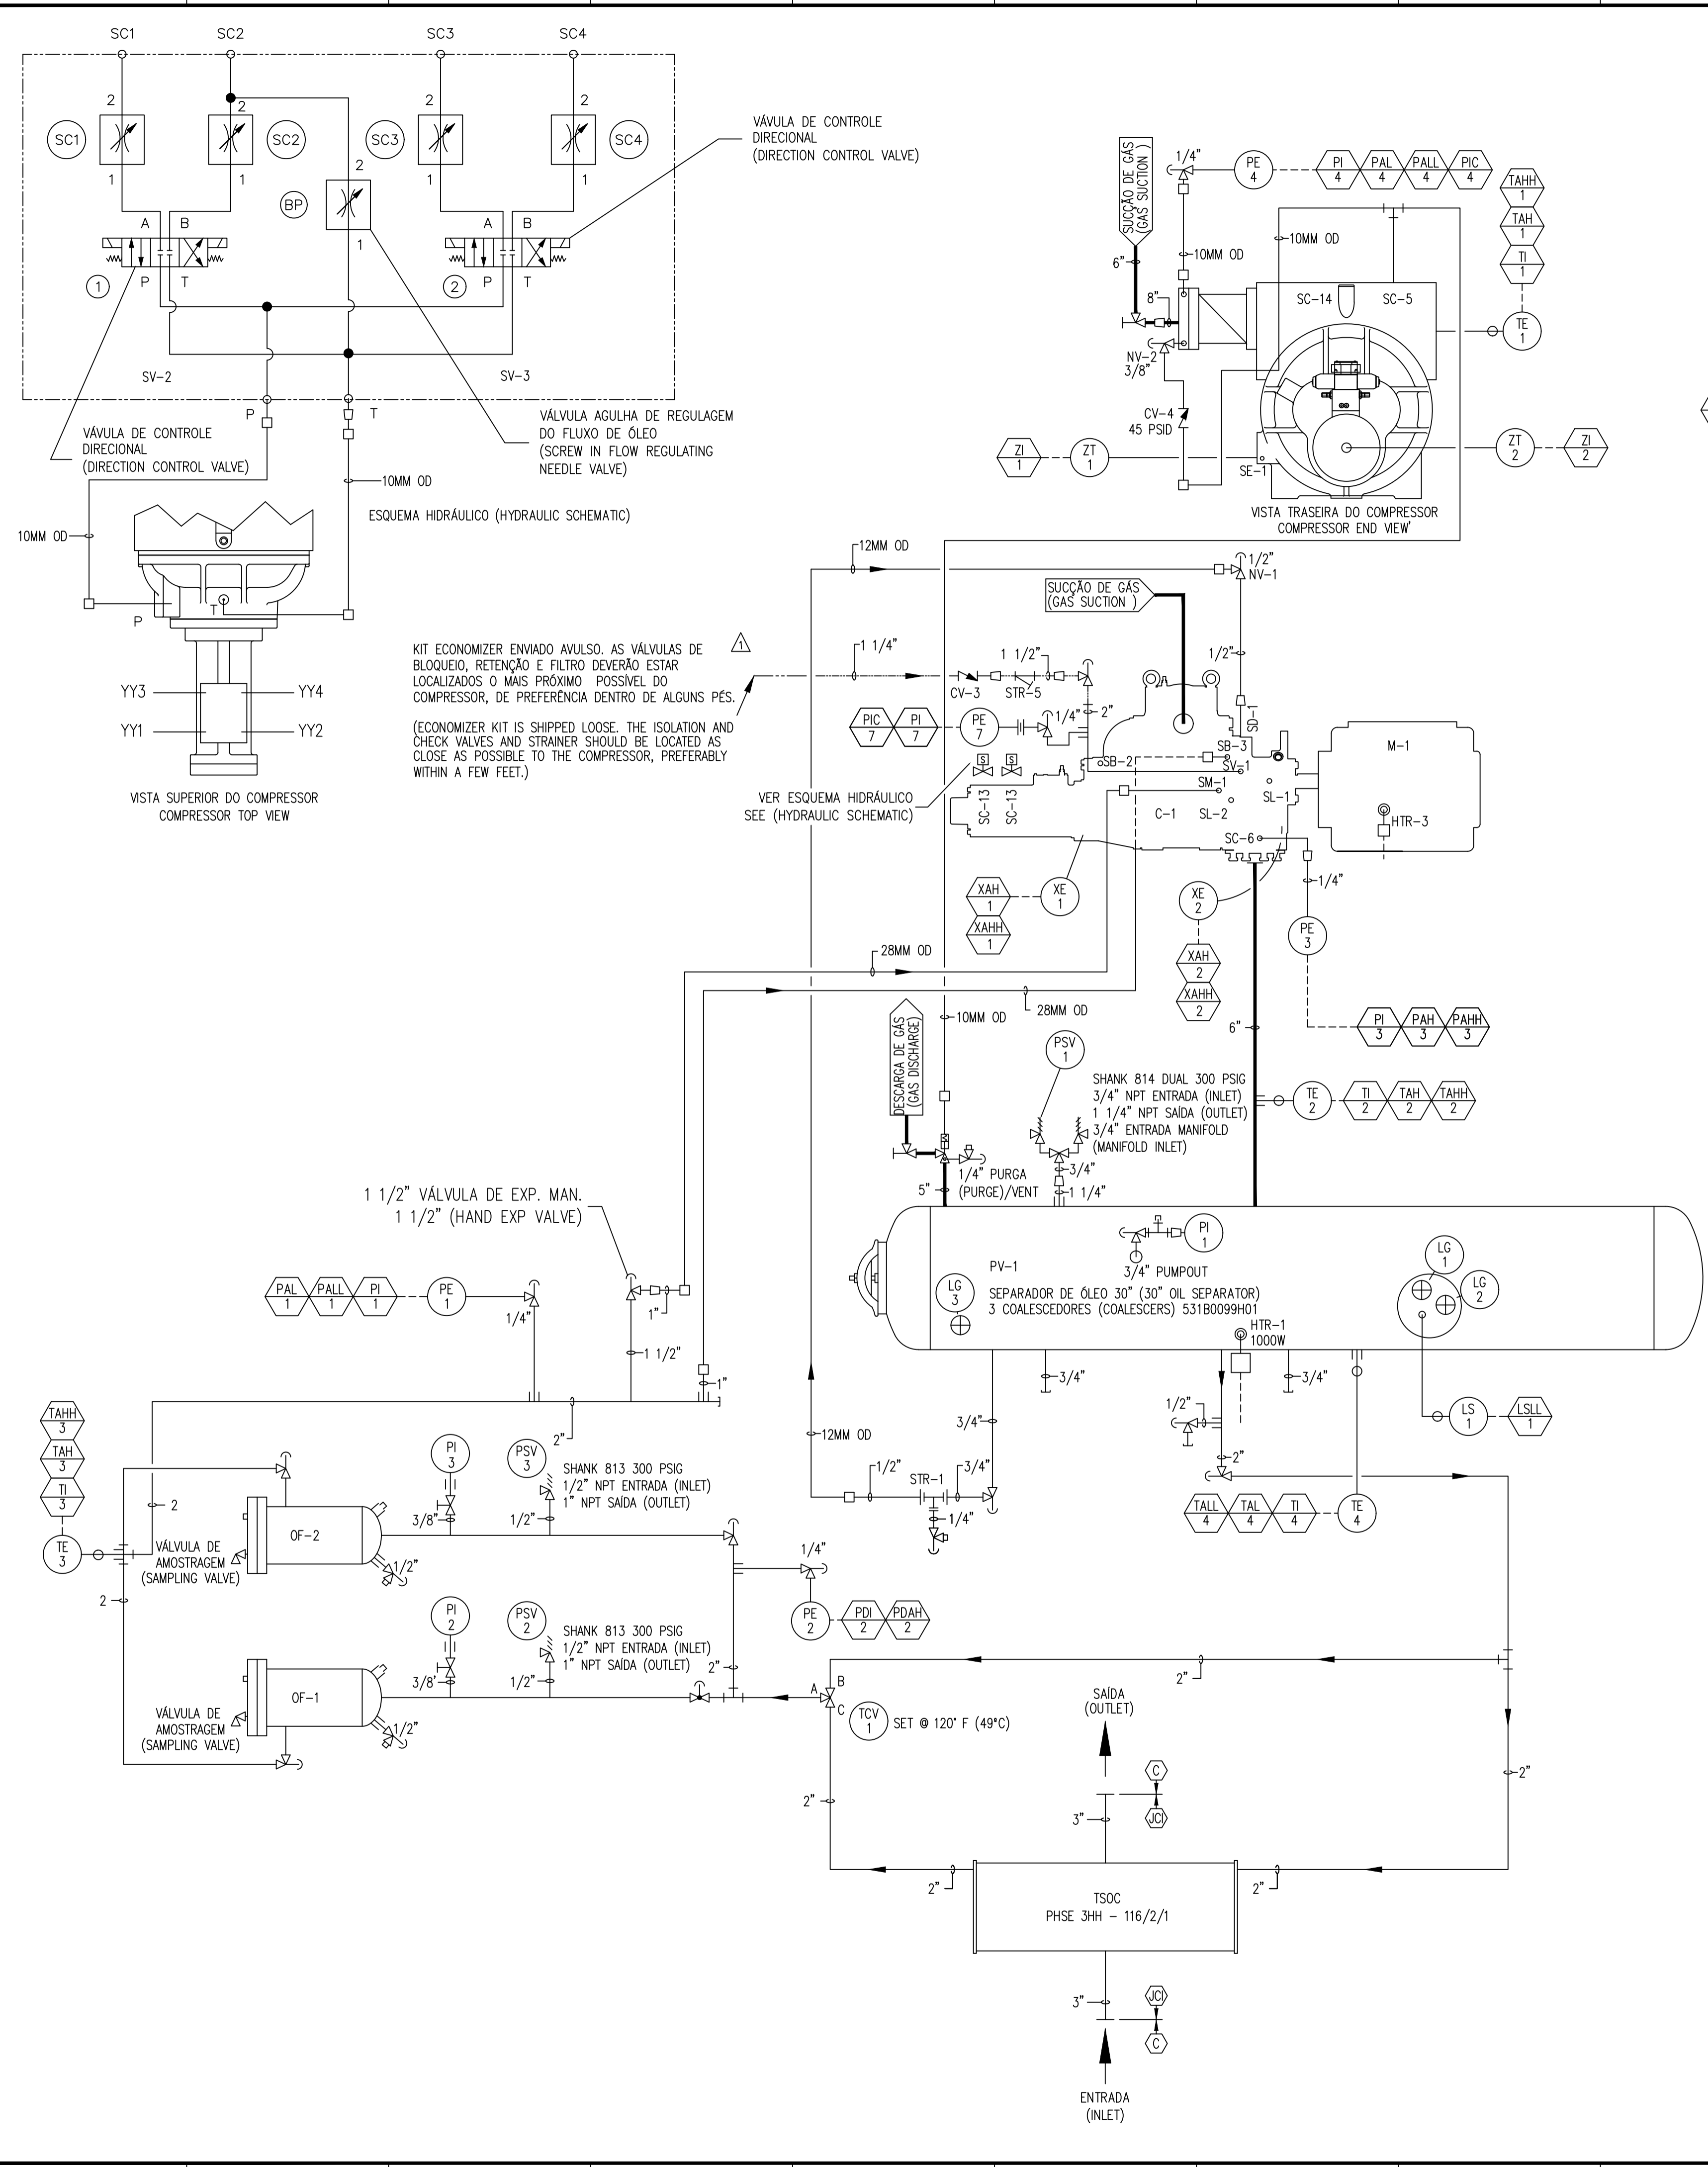 SC1
SC2
SC3
SC4
2
2
2
2
SC1
SC2
SC3
SC4
1
1
1
1
2
BP
1
A
B
A
B
1
P
T
2
P
T
SV-2
SV-3
P
T
VÁVULA DE CONTROLE
DIRECIONAL
(DIRECTION CONTROL VALVE)
VÁVULA DE CONTROLE
DIRECIONAL
(DIRECTION CONTROL VALVE)
VÁLVULA AGULHA DE REGULAGEM
DO FLUXO DE ÓLEO
(SCREW IN FLOW REGULATING
NEEDLE VALVE)
10MM OD
ESQUEMA HIDRÁULICO (HYDRAULIC SCHEMATIC)
10MM OD
P
T
YY3
YY4
YY1
YY2
VISTA SUPERIOR DO COMPRESSOR
COMPRESSOR TOP VIEW
SUCÇÃO DE GÁS
(GAS SUCTION )
1/4"
PE
4
PI
4
PAL
4
PALL
4
PIC
4
TAHH
1
TAH
1
TI
1
TE
1
6"
10MM OD
10MM OD
8"
SC-14
SC-5
NV-2
3/8"
CV-4
45 PSID
ZI
1
ZT
1
SE-1
ZT
2
ZI
2
VISTA TRASEIRA DO COMPRESSOR
COMPRESSOR END VIEW'
12MM OD
1/2"
NV-1
SUCÇÃO DE GÁS
(GAS SUCTION )
KIT ECONOMIZER ENVIADO AVULSO. AS VÁLVULAS DE
BLOQUEIO, RETENÇÃO E FILTRO DEVERÃO ESTAR
LOCALIZADOS O MAIS PRÓXIMO POSSÍVEL DO
COMPRESSOR, DE PREFERÊNCIA DENTRO DE ALGUNS PÉS.
1
(ECONOMIZER KIT IS SHIPPED LOOSE. THE ISOLATION AND
CHECK VALVES AND STRAINER SHOULD BE LOCATED AS
CLOSE AS POSSIBLE TO THE COMPRESSOR, PREFERABLY
WITHIN A FEW FEET.)
1 1/4"
1 1/2"
CV-3
STR-5
1/2"
SD-1
PIC
7
PI
7
PE
7
1/4"
2"
S
S
SB-3
SB-2
SV-1
SM-1
SL-1
C-1
SL-2
SC-6
SC-13
SC-13
M-1
HTR-3
VER ESQUEMA HIDRÁULICO
SEE (HYDRAULIC SCHEMATIC)
XAH
1
XAHH
1
XE
1
XE
2
XAH
2
XAHH
2
1/4"
PE
3
PI
3
PAH
3
PAHH
3
28MM OD
28MM OD
10MM OD
6"
DESCARGA DE GÁS
(GAS DISCHARGE)
PSV
1
SHANK 814 DUAL 300 PSIG
3/4" NPT ENTRADA (INLET)
1 1/4" NPT SAÍDA (OUTLET)
3/4" ENTRADA MANIFOLD
(MANIFOLD INLET)
TE
2
TI
2
TAH
2
TAHH
2
1/4" PURGA
(PURGE)/VENT
3/4"
1 1/4"
5"
1 1/2" VÁLVULA DE EXP. MAN.
1 1/2" (HAND EXP VALVE)
PAL
1
PALL
1
PI
1
PE
1
1/4"
1"
1 1/2"
1"
2"
PV-1
LG
3
PI
1
3/4" PUMPOUT
SEPARADOR DE ÓLEO 30" (30" OIL SEPARATOR)
3 COALESCEDORES (COALESCERS) 531B0099H01
LG
1
LG
2
HTR-1
1000W
3/4"
3/4"
3/4"
1/2"
2"
LS
1
LSLL
1
TALL
4
TAL
4
TI
4
TE
4
12MM OD
1/2"
STR-1
3/4"
1/4"
TAHH
3
TAH
3
TI
3
TE
3
2
2
OF-2
VÁLVULA DE
AMOSTRAGEM
(SAMPLING VALVE)
1/2"
PI
3
3/8"
PSV
3
1/2"
SHANK 813 300 PSIG
1/2" NPT ENTRADA (INLET)
1" NPT SAÍDA (OUTLET)
1/4"
PE
2
PDI
2
PDAH
2
OF-1
VÁLVULA DE
AMOSTRAGEM
(SAMPLING VALVE)
1/2"
PI
2
3/8'
PSV
2
1/2"
SHANK 813 300 PSIG
1/2" NPT ENTRADA (INLET)
1" NPT SAÍDA (OUTLET)
2"
A
B
C
TCV
1
SET @ 120° F (49°C)
2"
SAÍDA
(OUTLET)
C
JCI
3"
2"
2"
2"
2"
TSOC
PHSE 3HH - 116/2/1
3"
JCI
C
ENTRADA
(INLET)